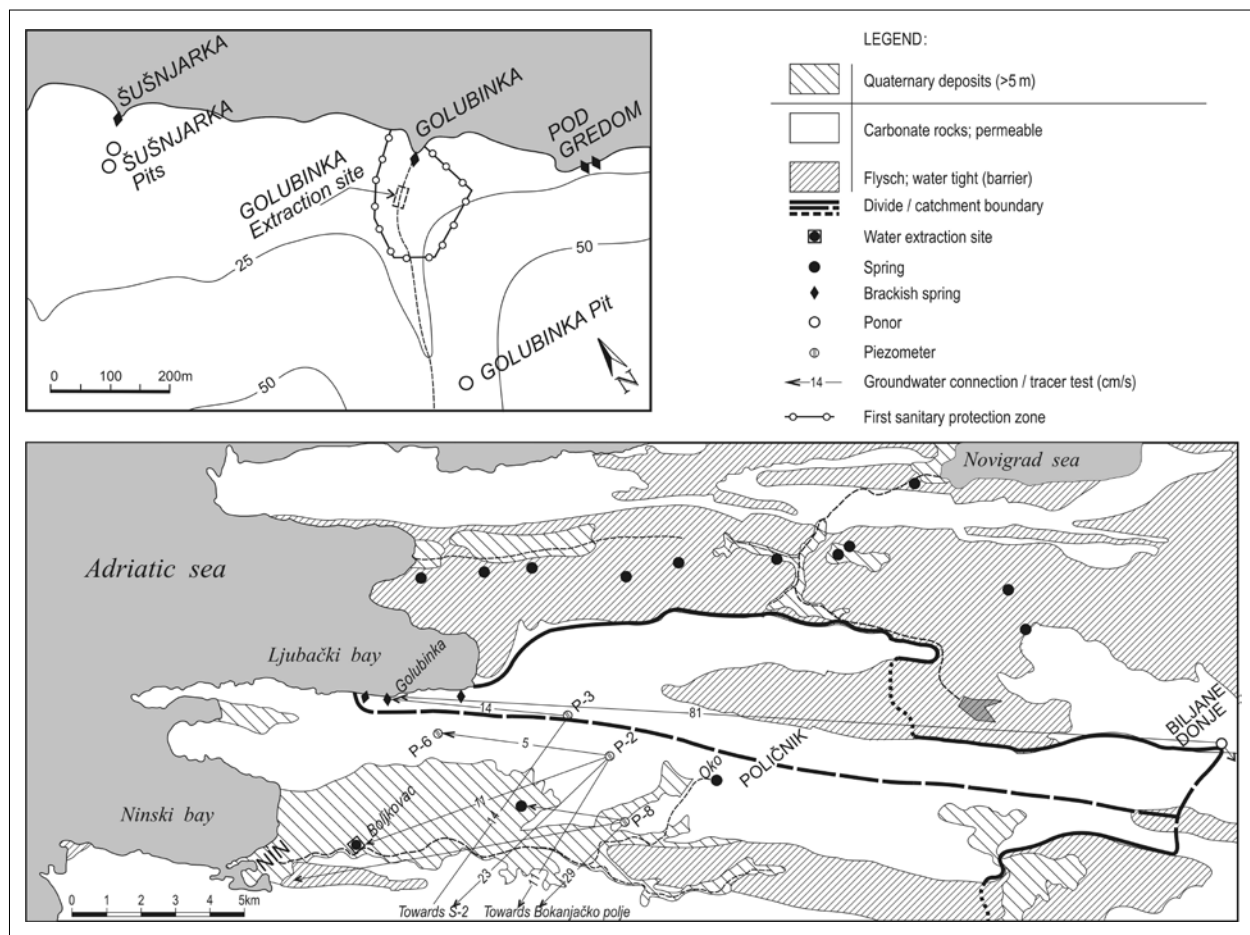 ŠUŠNJARKA
ŠUŠNJARKA
Pits
GOLUBINKA
GOLUBINKA
Extraction site
POD
GREDOM
25
50
50
GOLUBINKA Pit
0 100 200m
N
LEGEND:
Quaternary deposits (>5 m)
Carbonate rocks; permeable
Flysch; water tight (barrier)
Divide / catchment boundary
Water extraction site
Spring
Brackish spring
Ponor
Piezometer
14 Groundwater connection / tracer test (cm/s)
First sanitary protection zone
Novigrad sea
Adriatic sea
Ljubački bay
Golubinka
14
P-3
81
BILJANE
DONJE
P-6
5
P-2
POLIČNIK
Oko
Ninski bay
Boljkovac
11
14
P-8
NIN
23
11
29
0 1 2 3 4 5km
Towards S-2
Towards Bokanjačko polje